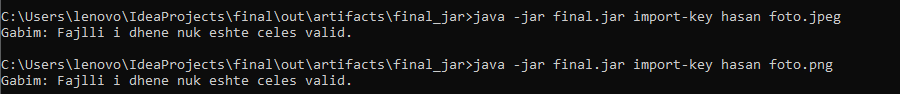 C:\Users\lenovo\IdeaProjects\final\out\artifacts\final_jar>java -jar final.jar import-key hasan foto.jpeg
Gabim: Fajlli i dhene nuk eshte celes valid.
C:\Users\lenovo\IdeaProjects\final\out\artifacts\final_jar>java -jar final.jar import-key hasan foto.png
Gabim: Fajlli i dhene nuk eshte celes valid.